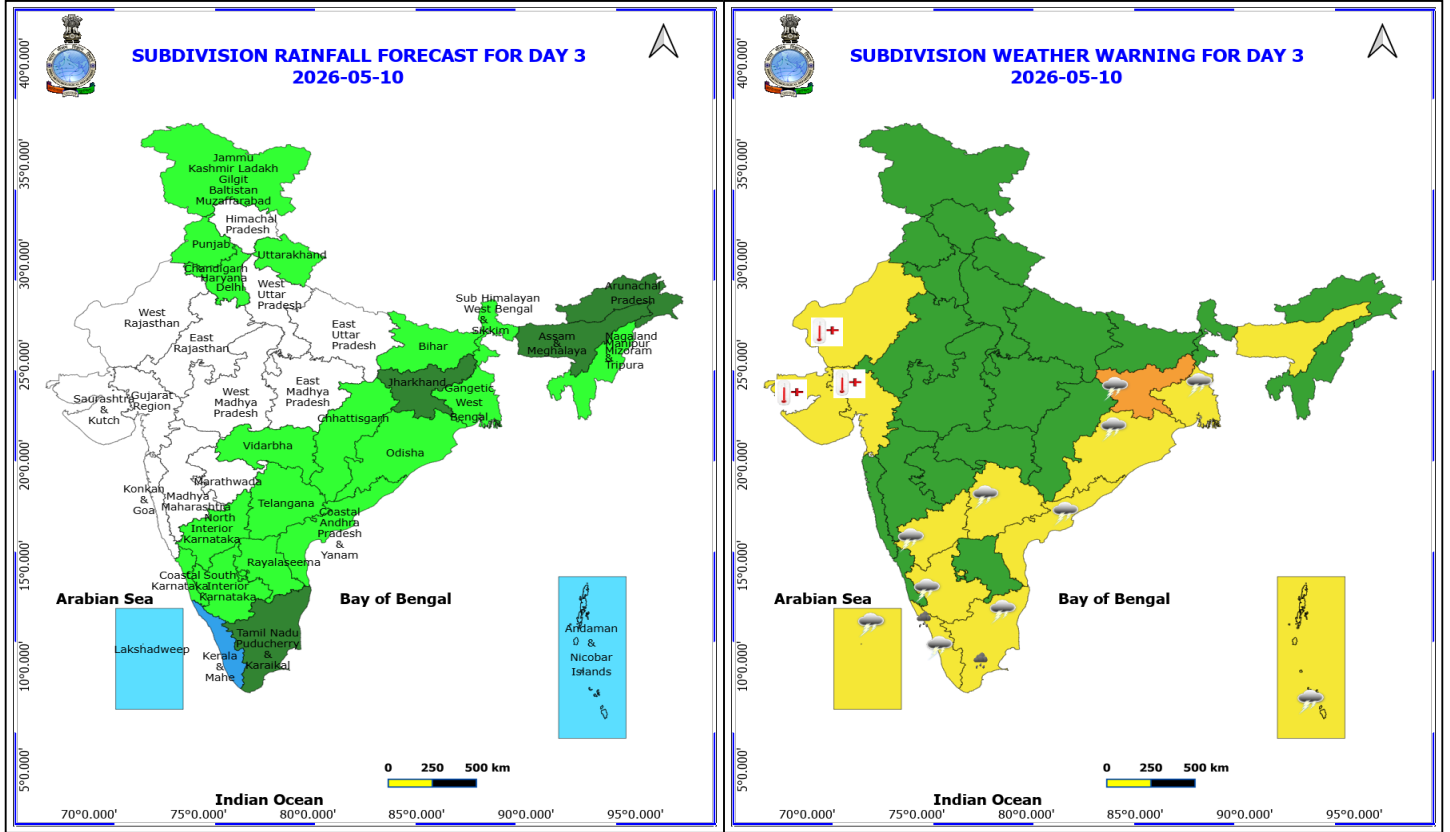 SUBDIVISION RAINFALL FORECAST FOR DAY 3
2026-05-10
40°0.000'
35°0.000'
30°0.000'
25°0.000'
20°0.000'
15°0.000'
10°0.000'
5°0.000'
Jammu
Kashmir Ladakh
Gilgit
Baltistan
Muzaffarabad
Himachal
Pradesh
Punjab
Uttarakhand
Chandigarh
Haryana
Delhi
West
Uttar
Pradesh
Arunachal
Pradesh
Sub Himalayan
West Bengal
&
Sikkim
West
Rajasthan
East
Rajasthan
East
Uttar
Pradesh
Bihar
Assam
&
Meghalaya
Nagaland
Manipur
Mizoram
&
Tripura
Jharkhand
Gangetic
West
Bengal
Saurashtra
&
Kutch
Gujarat
Region
West
Madhya
Pradesh
East
Madhya
Pradesh
Chhattisgarh
Vidarbha
Odisha
Konkan
&
Goa
Madhya
Maharashtra
Marathwada
Telangana
North
Interior
Karnataka
Coastal
Andhra
Pradesh
&
Yanam
Rayalaseema
Coastal
Karnataka
South
Interior
Karnataka
Arabian Sea
Bay of Bengal
Lakshadweep
Kerala
&
Mahe
Tamil Nadu
Puducherry
&
Karaikal
Andaman
&
Nicobar
Islands
0 250 500 km
Indian Ocean
70°0.000' 75°0.000' 80°0.000' 85°0.000' 90°0.000' 95°0.000'
SUBDIVISION WEATHER WARNING FOR DAY 3
2026-05-10
40°0.000'
35°0.000'
30°0.000'
25°0.000'
20°0.000'
15°0.000'
10°0.000'
5°0.000'
Arabian Sea
Bay of Bengal
0 250 500 km
Indian Ocean
70°0.000' 75°0.000' 80°0.000' 85°0.000' 90°0.000' 95°0.000'